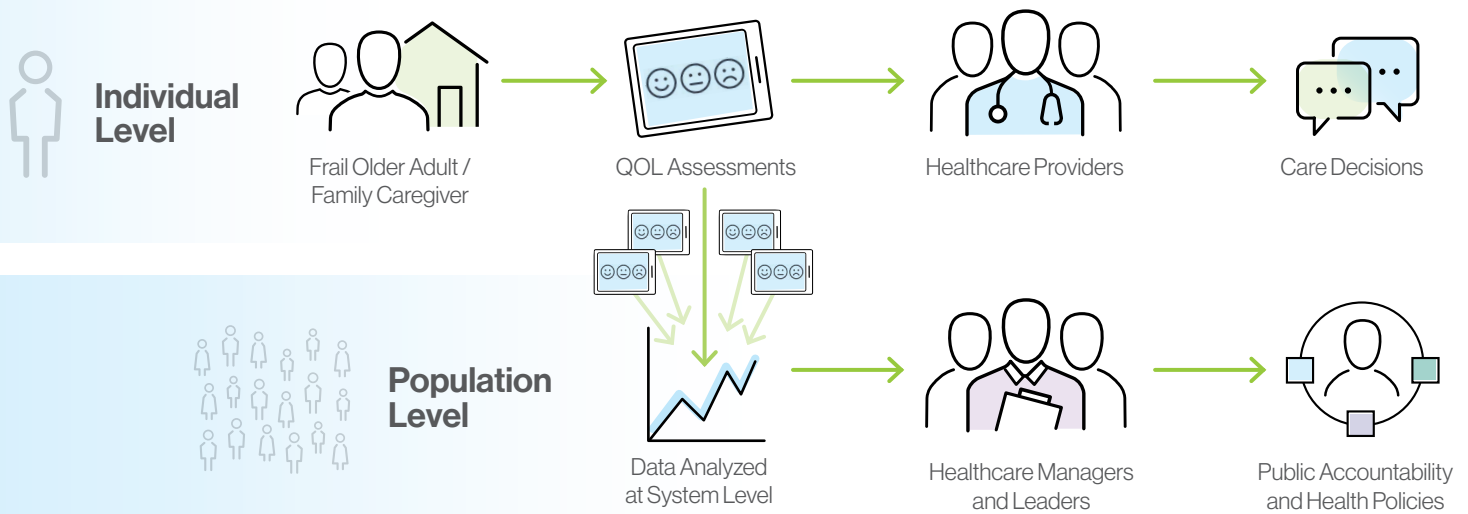 Individual
Level
Frail Older Adult /
Family Caregiver
QOL Assessments
Healthcare Providers
Care Decisions
Population
Level
Data Analyzed
at System Level
Healthcare Managers
and Leaders
Public Accountability
and Health Policies